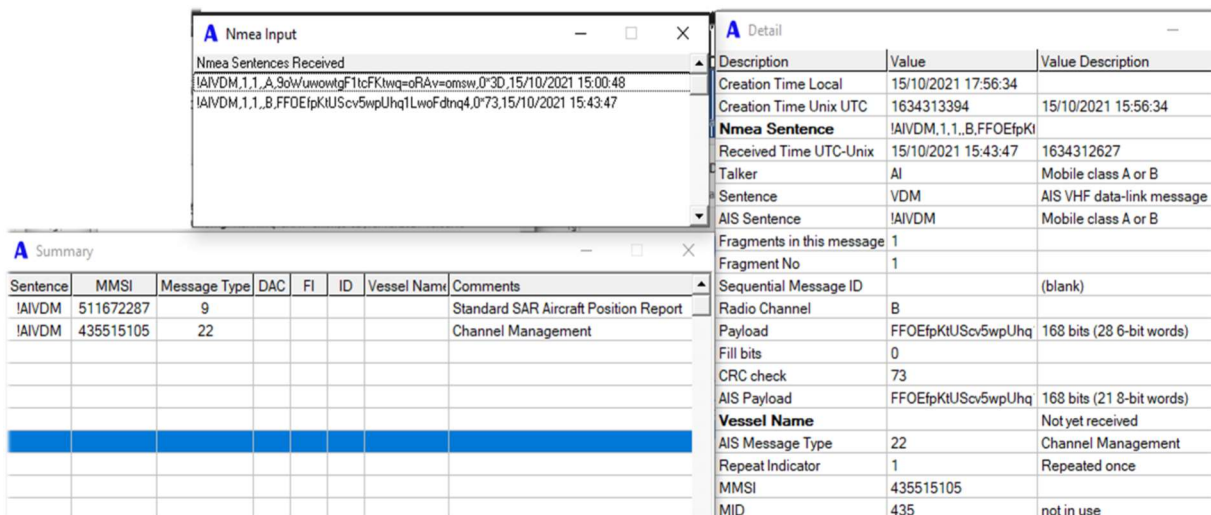 Nmea Input
Nmea Sentences Received
!AIVDM,1,1,,A,9oWuwowtgF1tcFKtwq=oRAv=omsw,0*3D,15/10/2021 15:00:48
!AIVDM,1,1,,B,FFOEfpKtUScv5wpUhq1LwoFdtnq4,0*73,15/10/2021 15:43:47
Summary
Sentence MMSI Message Type DAC FI ID Vessel Name Comments
!AIVDM 511672287 9 Standard SAR Aircraft Position Report
!AIVDM 435515105 22 Channel Management
Detail
Description Value Value Description
Creation Time Local 15/10/2021 17:56:34
Creation Time Unix UTC 1634313394 15/10/2021 15:56:34
Nmea Sentence !AIVDM,1,1,,B,FFOEfpKt
Received Time UTC-Unix 15/10/2021 15:43:47 1634312627
Talker AI Mobile class A or B
Sentence VDM AIS VHF data-link message
AIS Sentence !AIVDM Mobile class A or B
Fragments in this message 1
Fragment No 1
Sequential Message ID (blank)
Radio Channel B
Payload FFOEfpKtUScv5wpUhq 168 bits (28 6-bit words)
Fill bits 0
CRC check 73
AIS Payload FFOEfpKtUScv5wpUhq 168 bits (21 8-bit words)
Vessel Name Not yet received
AIS Message Type 22 Channel Management
Repeat Indicator 1 Repeated once
MMSI 435515105
MID 435 not in use